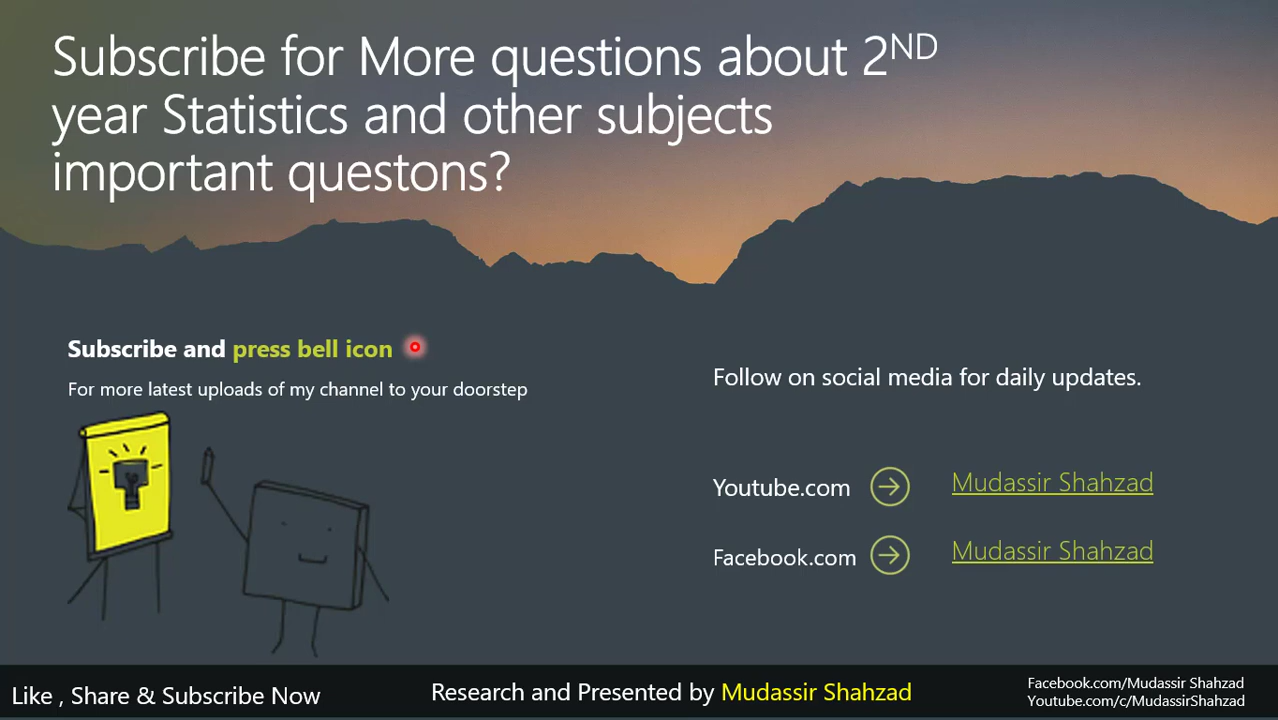 Subscribe for More questions about 2ND
year Statistics and other subjects
important questons?
Subscribe and press bell icon
For more latest uploads of my channel to your doorstep
Follow on social media for daily updates.
Youtube.com Mudassir Shahzad
Facebook.com Mudassir Shahzad
Like , Share & Subscribe Now
Research and Presented by Mudassir Shahzad
Facebook.com/Mudassir Shahzad
Youtube.com/c/MudassirShahzad